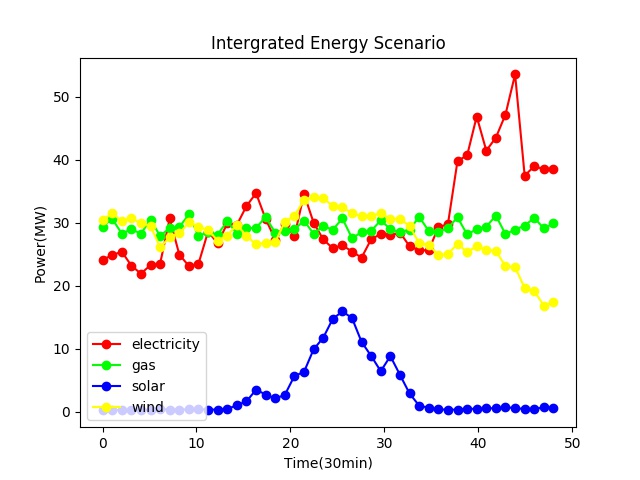 Intergrated Energy Scenario
Power(MW)
50
40
30
20
10
0
electricity
gas
solar
wind
0 10 20 30 40 50
Time(30min)